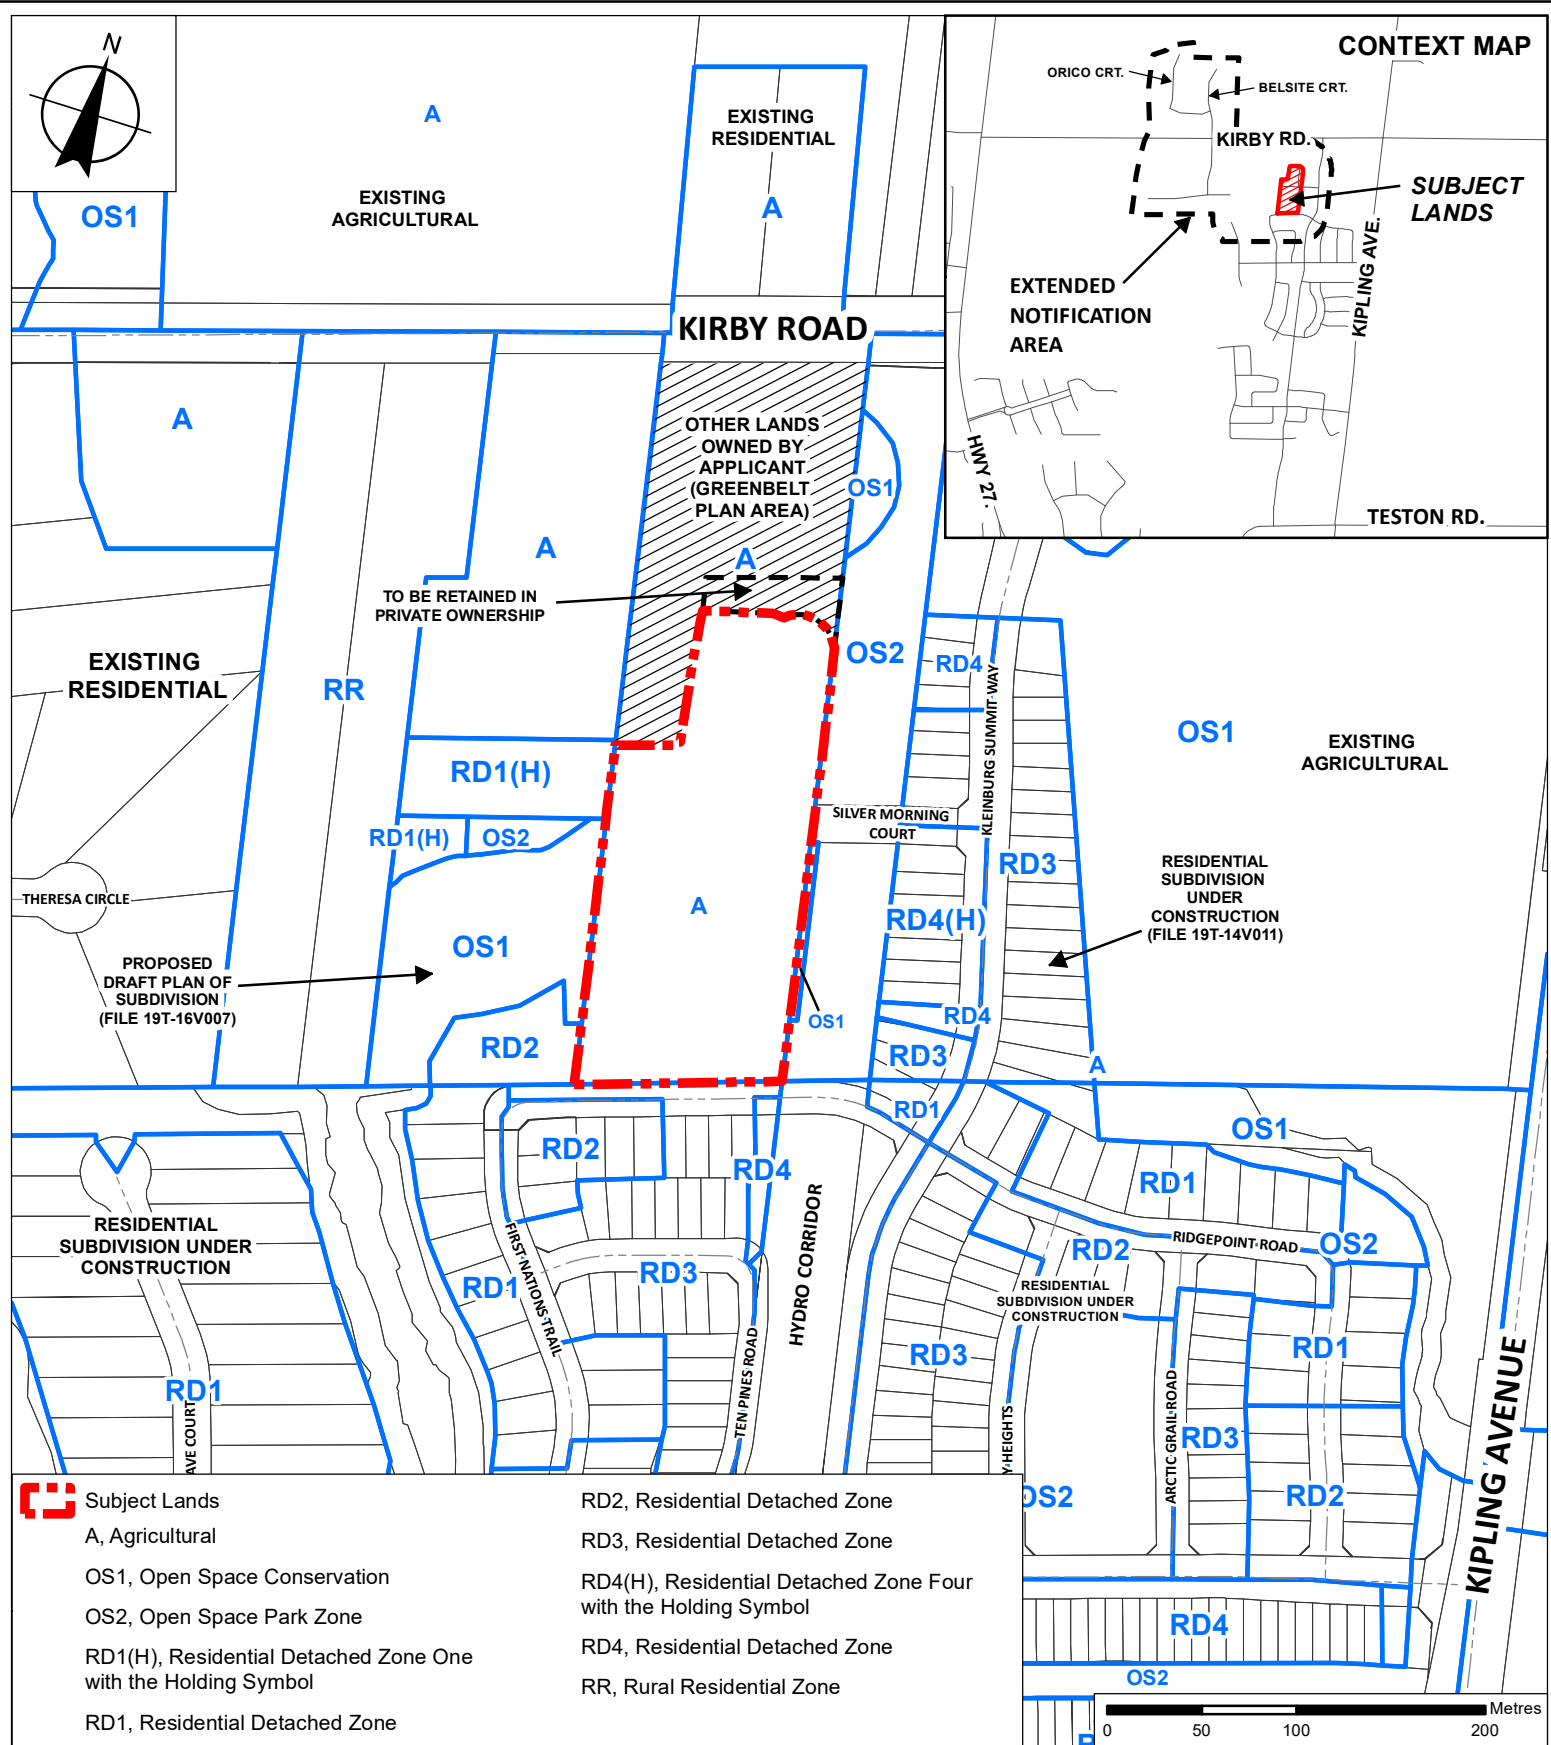 N
CONTEXT MAP
ORICO CRT.
BELSITE CRT.
KIRBY RD.
SUBJECT
LANDS
EXTENDED
NOTIFICATION
AREA
KIPLING AVE.
HWY 27.
TESTON RD.
A
EXISTING
AGRICULTURAL
OS1
EXISTING
RESIDENTIAL
A
KIRBY ROAD
A
OTHER LANDS
OWNED BY
APPLICANT
(GREENBELT
PLAN AREA)
OS1
A
A
TO BE RETAINED IN
PRIVATE OWNERSHIP
EXISTING
RESIDENTIAL
RR
OS2
RD4
KLEINBURG SUMMIT WAY
OS1
EXISTING
AGRICULTURAL
RD1(H)
SILVER MORNING
COURT
RD1(H)
OS2
RD3
RESIDENTIAL
SUBDIVISION
UNDER
CONSTRUCTION
(FILE 19T-14V011)
THERESA CIRCLE
A
RD4(H)
OS1
PROPOSED
DRAFT PLAN OF
SUBDIVISION
(FILE 19T-16V007)
OS1
RD4
RD2
RD3
A
RD1
OS1
RD2
RD4
RD1
HYDRO CORRIDOR
RESIDENTIAL
SUBDIVISION UNDER
CONSTRUCTION
FIRST NATIONS TRAIL
RD1
RD3
RD2
RIDGEPOINT ROAD
OS2
RESIDENTIAL
SUBDIVISION UNDER
CONSTRUCTION
TEN PINES ROAD
RD3
RD1
RD1
AVE COURT
Y HEIGHTS
ARCTIC GRAIL ROAD
RD3
KIPLING AVENUE
OS2
RD2
RD4
OS2
Subject Lands
A, Agricultural
OS1, Open Space Conservation
OS2, Open Space Park Zone
RD1(H), Residential Detached Zone One
with the Holding Symbol
RD1, Residential Detached Zone
RD2, Residential Detached Zone
RD3, Residential Detached Zone
RD4(H), Residential Detached Zone Four
with the Holding Symbol
RD4, Residential Detached Zone
RR, Rural Residential Zone
Metres
0 50 100 200